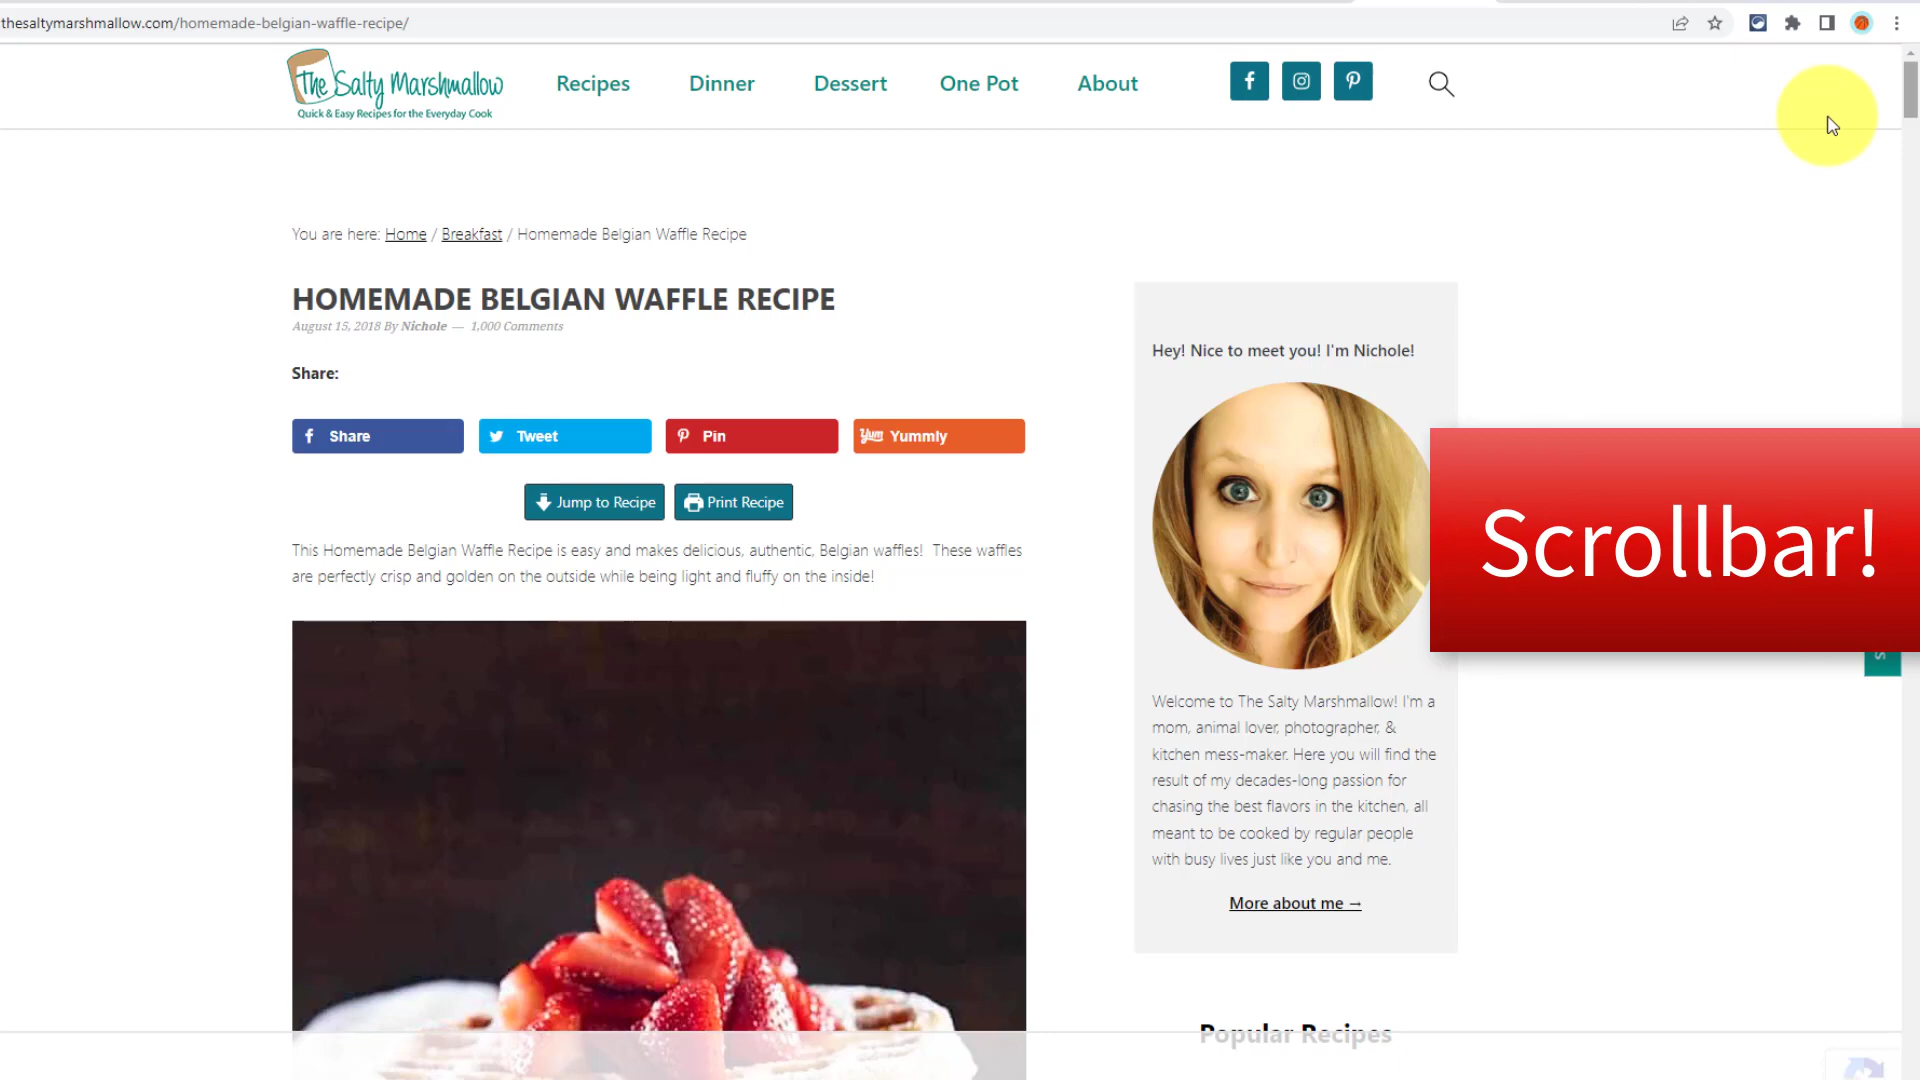 thesaltymarshmallow.com/homemade-belgian-waffle-recipe/
The Salty Marshmallow
Quick & Easy Recipes for the Everyday Cook
Recipes
Dinner
Dessert
One Pot
About
You are here: Home / Breakfast / Homemade Belgian Waffle Recipe
HOMEMADE BELGIAN WAFFLE RECIPE
August 15, 2018 By Nichole — 1,000 Comments
Share:
Share
Tweet
Pin
Yum Yummly
Jump to Recipe
Print Recipe
This Homemade Belgian Waffle Recipe is easy and makes delicious, authentic, Belgian waffles!  These waffles
are perfectly crisp and golden on the outside while being light and fluffy on the inside!
Hey! Nice to meet you! I'm Nichole!
Scrollbar!
S
Welcome to The Salty Marshmallow! I'm a
mom, animal lover, photographer, &
kitchen mess-maker. Here you will find the
result of my decades-long passion for
chasing the best flavors in the kitchen, all
meant to be cooked by regular people
with busy lives just like you and me.
More about me →
Popular Recipes